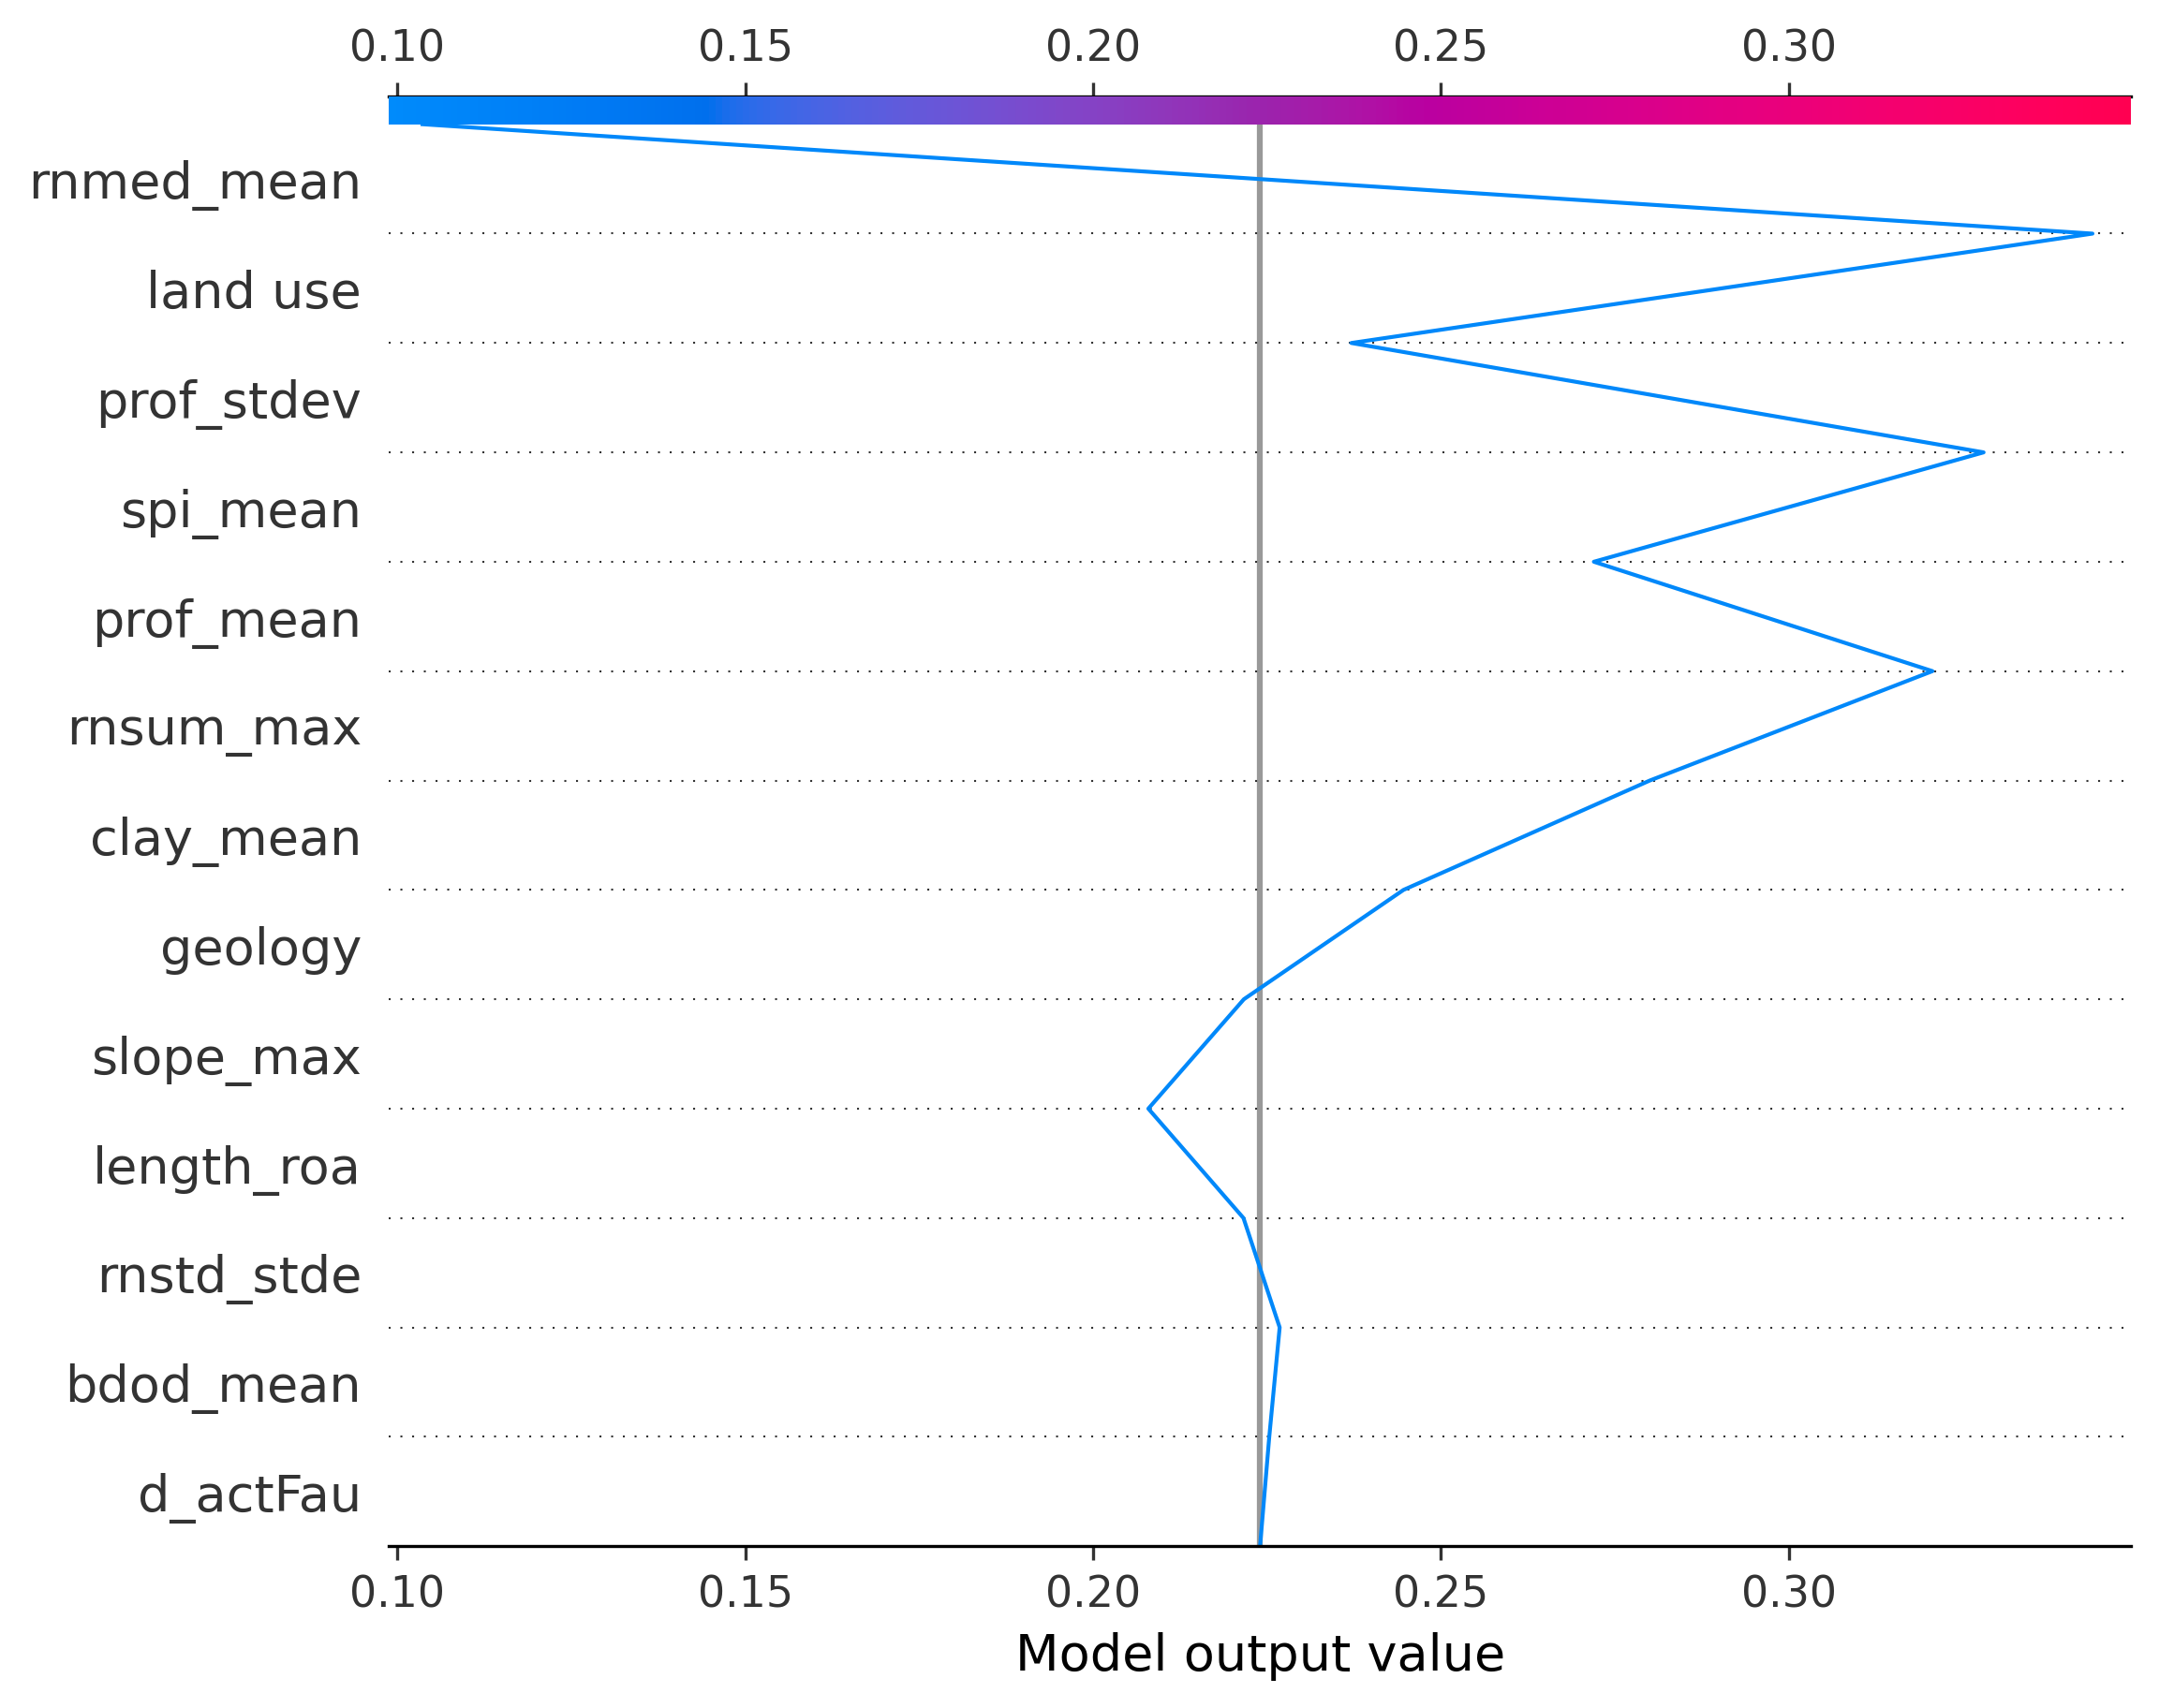 0.10 0.15 0.20 0.25 0.30
rnmed_mean
land use
prof_stdev
spi_mean
prof_mean
rnsum_max
clay_mean
geology
slope_max
length_roa
rnstd_stde
bdod_mean
d_actFau
0.10 0.15 0.20 0.25 0.30
Model output value